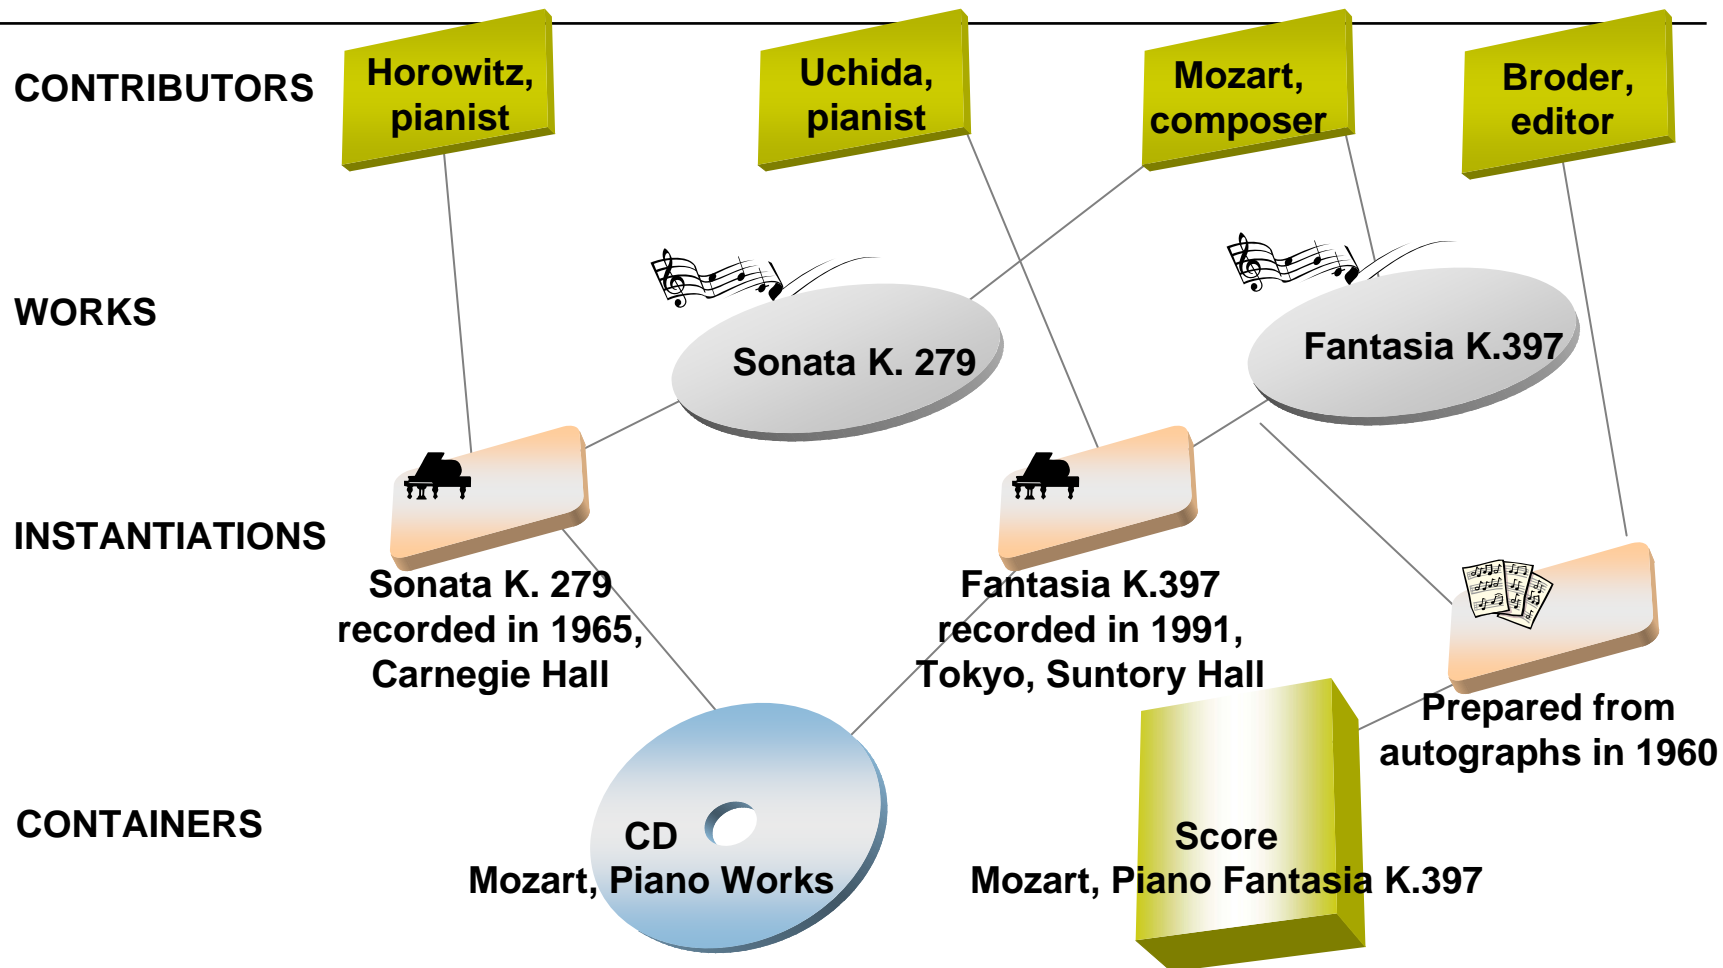 CONTRIBUTORS
Horowitz,
pianist
Uchida,
pianist
Mozart,
composer
Broder,
editor
WORKS
Sonata K. 279
Fantasia K.397
INSTANTIATIONS
Sonata K. 279
recorded in 1965,
Carnegie Hall
Fantasia K.397
recorded in 1991,
Tokyo, Suntory Hall
Prepared from
autographs in 1960
CONTAINERS
CD
Mozart, Piano Works
Score
Mozart, Piano Fantasia K.397